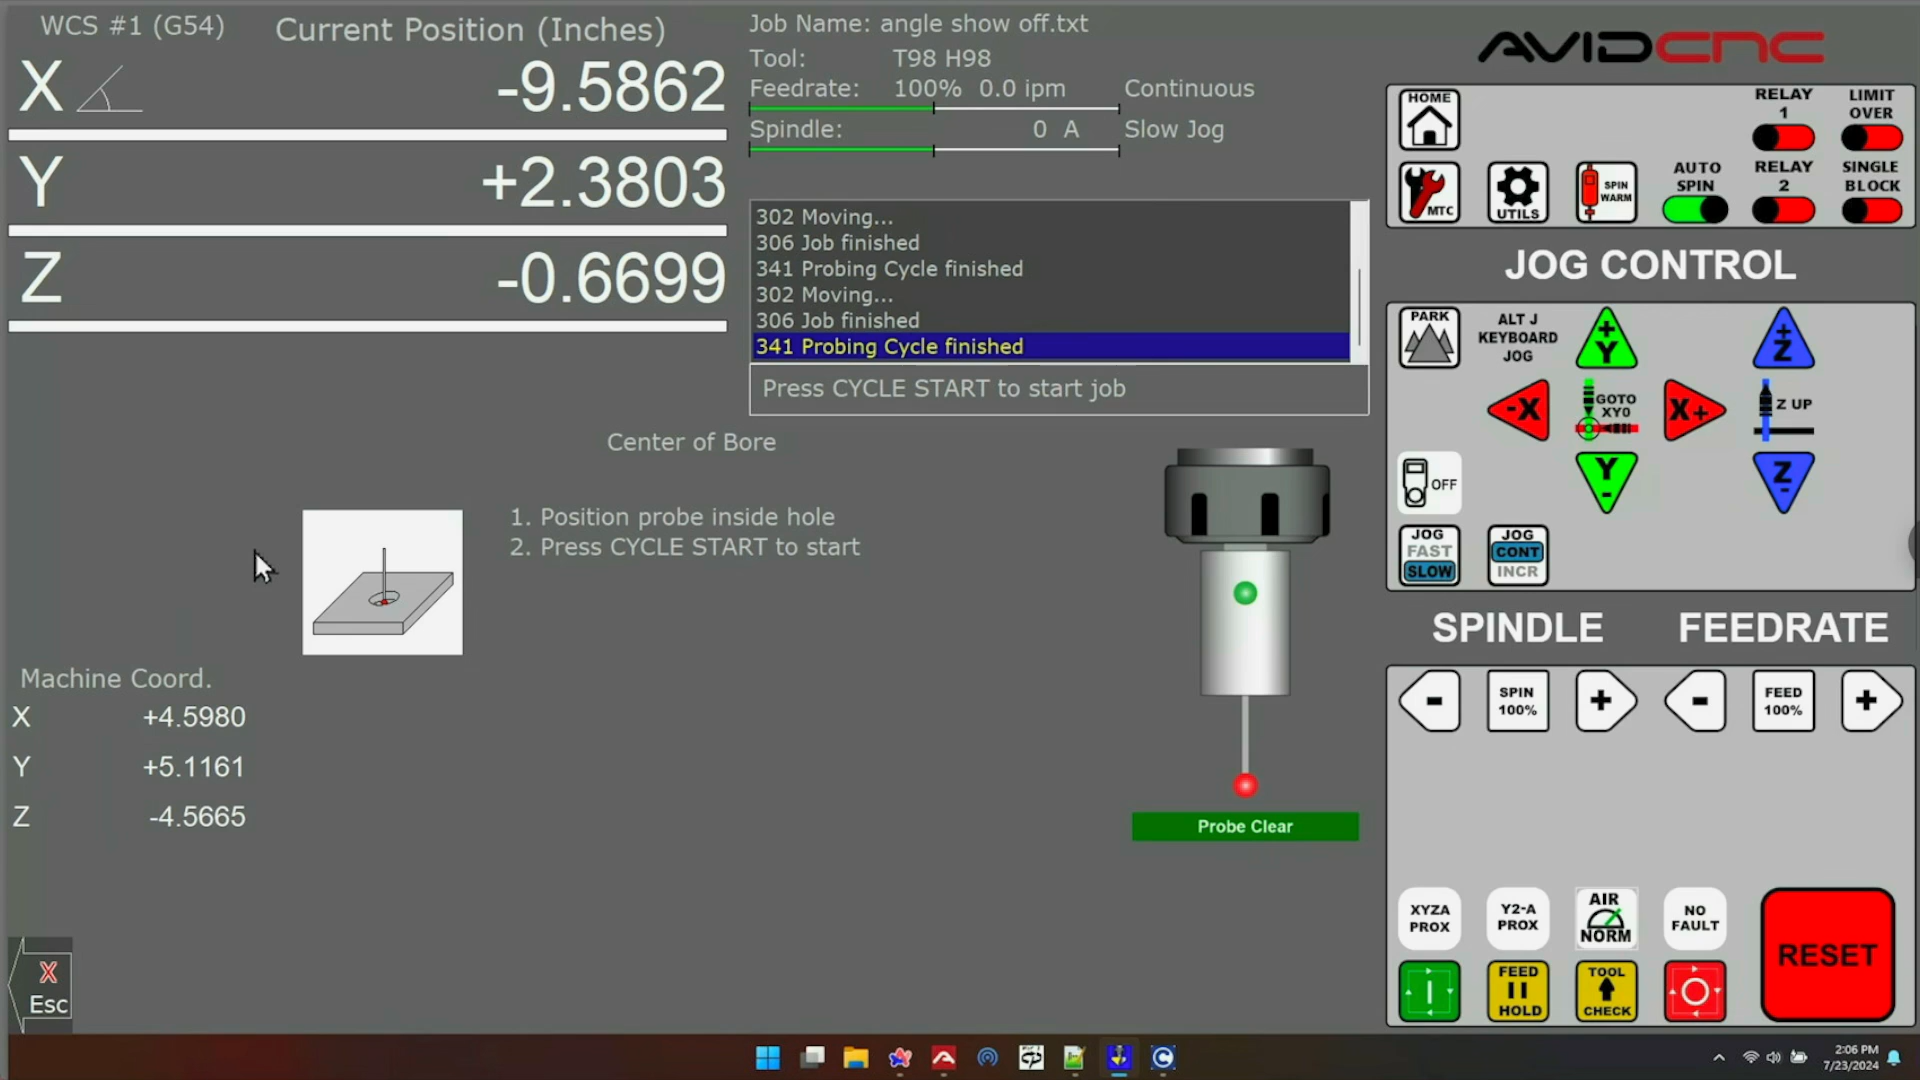 WCS #1 (G54)
Current Position (Inches)
X -9.5862
Y +2.3803
Z -0.6699
Job Name: angle show off.txt
Tool: T98 H98
Feedrate: 100% 0.0 ipm Continuous
Spindle: 0 A Slow Jog
302 Moving...
306 Job finished
341 Probing Cycle finished
302 Moving...
306 Job finished
341 Probing Cycle finished
Press CYCLE START to start job
Center of Bore
1. Position probe inside hole
2. Press CYCLE START to start
Machine Coord.
X +4.5980
Y +5.1161
Z -4.5665
X
Esc
Probe Clear
AVIDCNC
HOME
RELAY
1
LIMIT
OVER
MTC
UTILS
SPIN
WARM
AUTO
SPIN
RELAY
2
SINGLE
BLOCK
JOG CONTROL
PARK
ALT J
KEYBOARD
JOG
+
Y
+
Z
-X
GOTO
XY0
X+
Z UP
OFF
Y
-
Z
-
JOG
FAST
SLOW
JOG
CONT
INCR
SPINDLE
FEEDRATE
-
SPIN
100%
+
-
FEED
100%
+
XYZA
PROX
Y2-A
PROX
AIR
NORM
NO
FAULT
RESET
FEED
HOLD
TOOL
CHECK
2:06 PM
7/23/2024